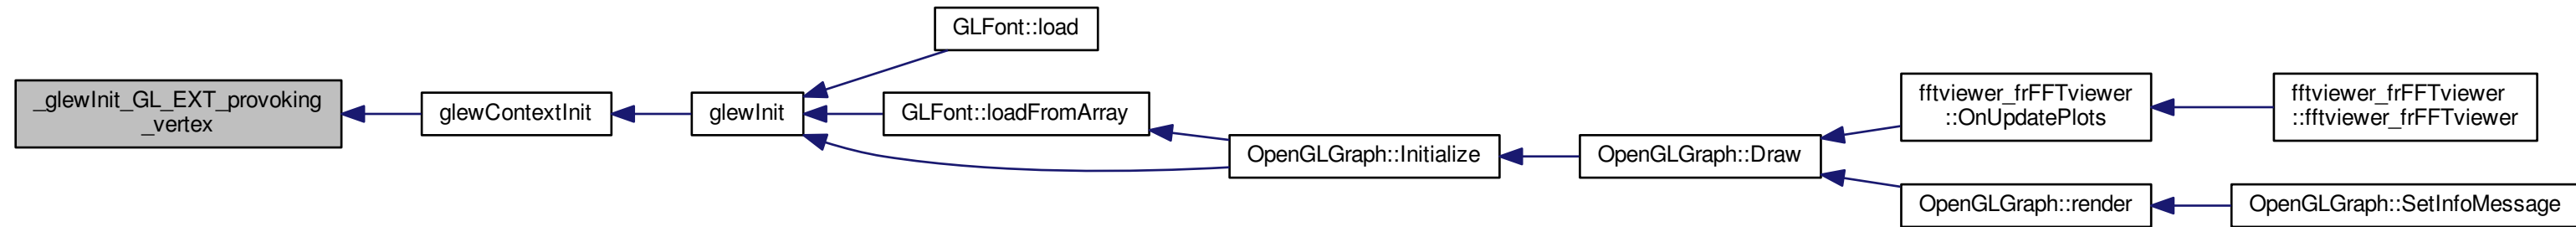 GLFont::load
_glewInit_GL_EXT_provoking
_vertex
glewContextInit
glewInit
GLFont::loadFromArray
OpenGLGraph::Initialize
OpenGLGraph::Draw
fftviewer_frFFTviewer
::OnUpdatePlots
fftviewer_frFFTviewer
::fftviewer_frFFTviewer
OpenGLGraph::render
OpenGLGraph::SetInfoMessage